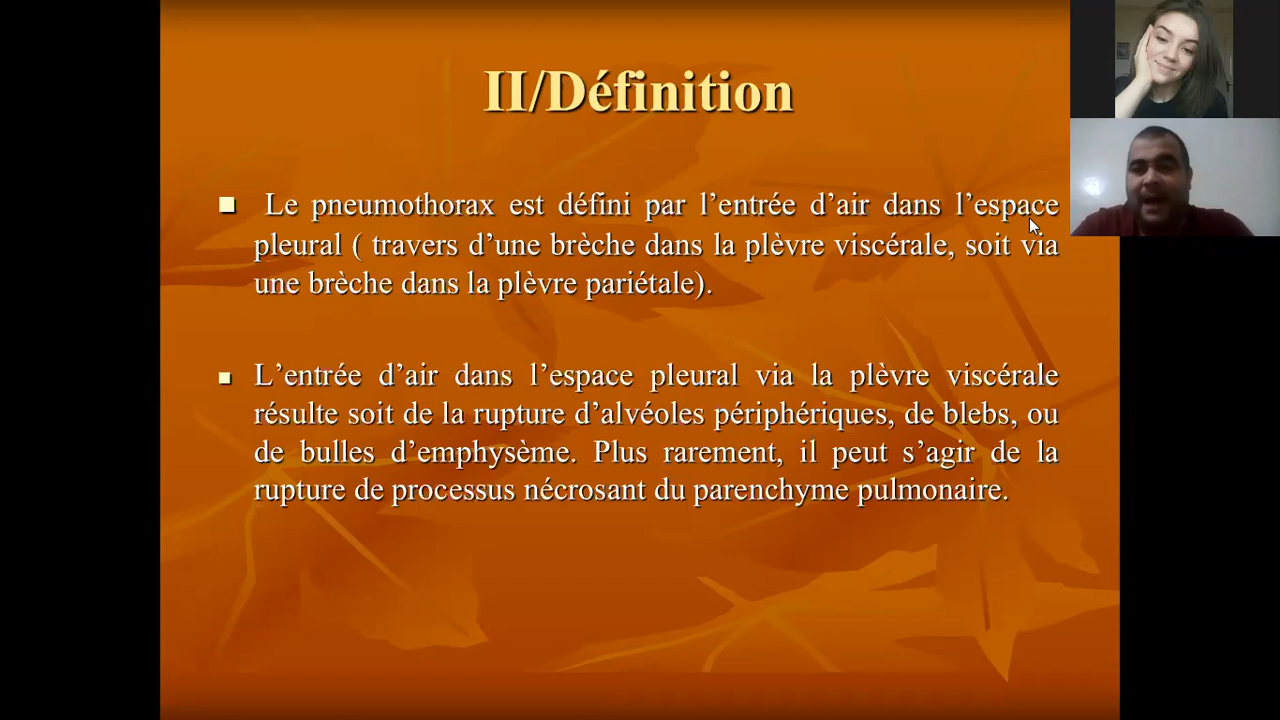 II/Définition
Le pneumothorax est défini par l’entrée d’air dans l’espace
pleural ( travers d’une brèche dans la plèvre viscérale, soit via
une brèche dans la plèvre pariétale).
L’entrée d’air dans l’espace pleural via la plèvre viscérale
résulte soit de la rupture d’alvéoles périphériques, de blebs, ou
de bulles d’emphysème. Plus rarement, il peut s’agir de la
rupture de processus nécrosant du parenchyme pulmonaire.